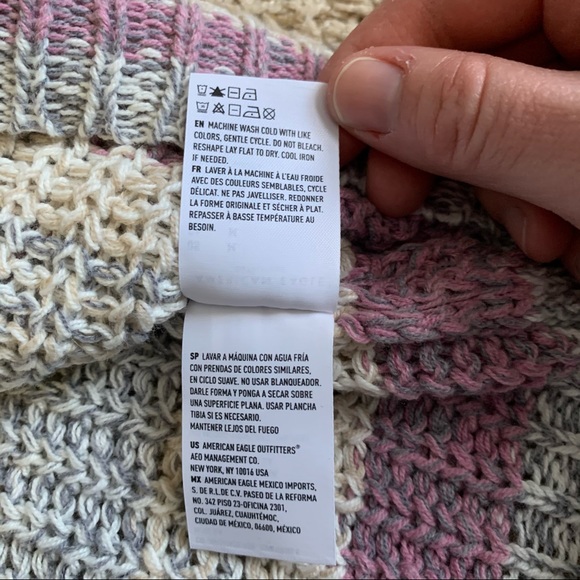 EN MACHINE WASH COLD WITH LIKE
COLORS, GENTLE CYCLE. DO NOT BLEACH.
RESHAPE LAY FLAT TO DRY. COOL IRON
IF NEEDED.
FR LAVER À LA MACHINE À L'EAU FROIDE
AVEC DES COULEURS SEMBLABLES, CYCLE
DÉLICAT. NE PAS JAVELLISER. REDONNER
LA FORME ORIGINALE ET SÉCHER À PLAT.
REPASSER À BASSE TEMPÉRATURE AU
BESOIN.
SP LAVAR A MÁQUINA CON AGUA FRÍA
CON PRENDAS DE COLORES SIMILARES,
EN CICLO SUAVE. NO USAR BLANQUEADOR.
DARLE FORMA Y PONGA A SECAR SOBRE
UNA SUPERFICIE PLANA. USAR PLANCHA
TIBIA SI ES NECESARIO.
MANTENER LEJOS DEL FUEGO
US AMERICAN EAGLE OUTFITTERS®
AEO MANAGEMENT CO.
NEW YORK, NY 10016 USA
MX AMERICAN EAGLE MEXICO IMPORTS,
S. DE R.L DE C.V. PASEO DE LA REFORMA
NO. 342 PISO 23-OFICINA 2301,
COL. JUÁREZ, CUAUHTÉMOC,
CIUDAD DE MÉXICO, 06600, MÉXICO